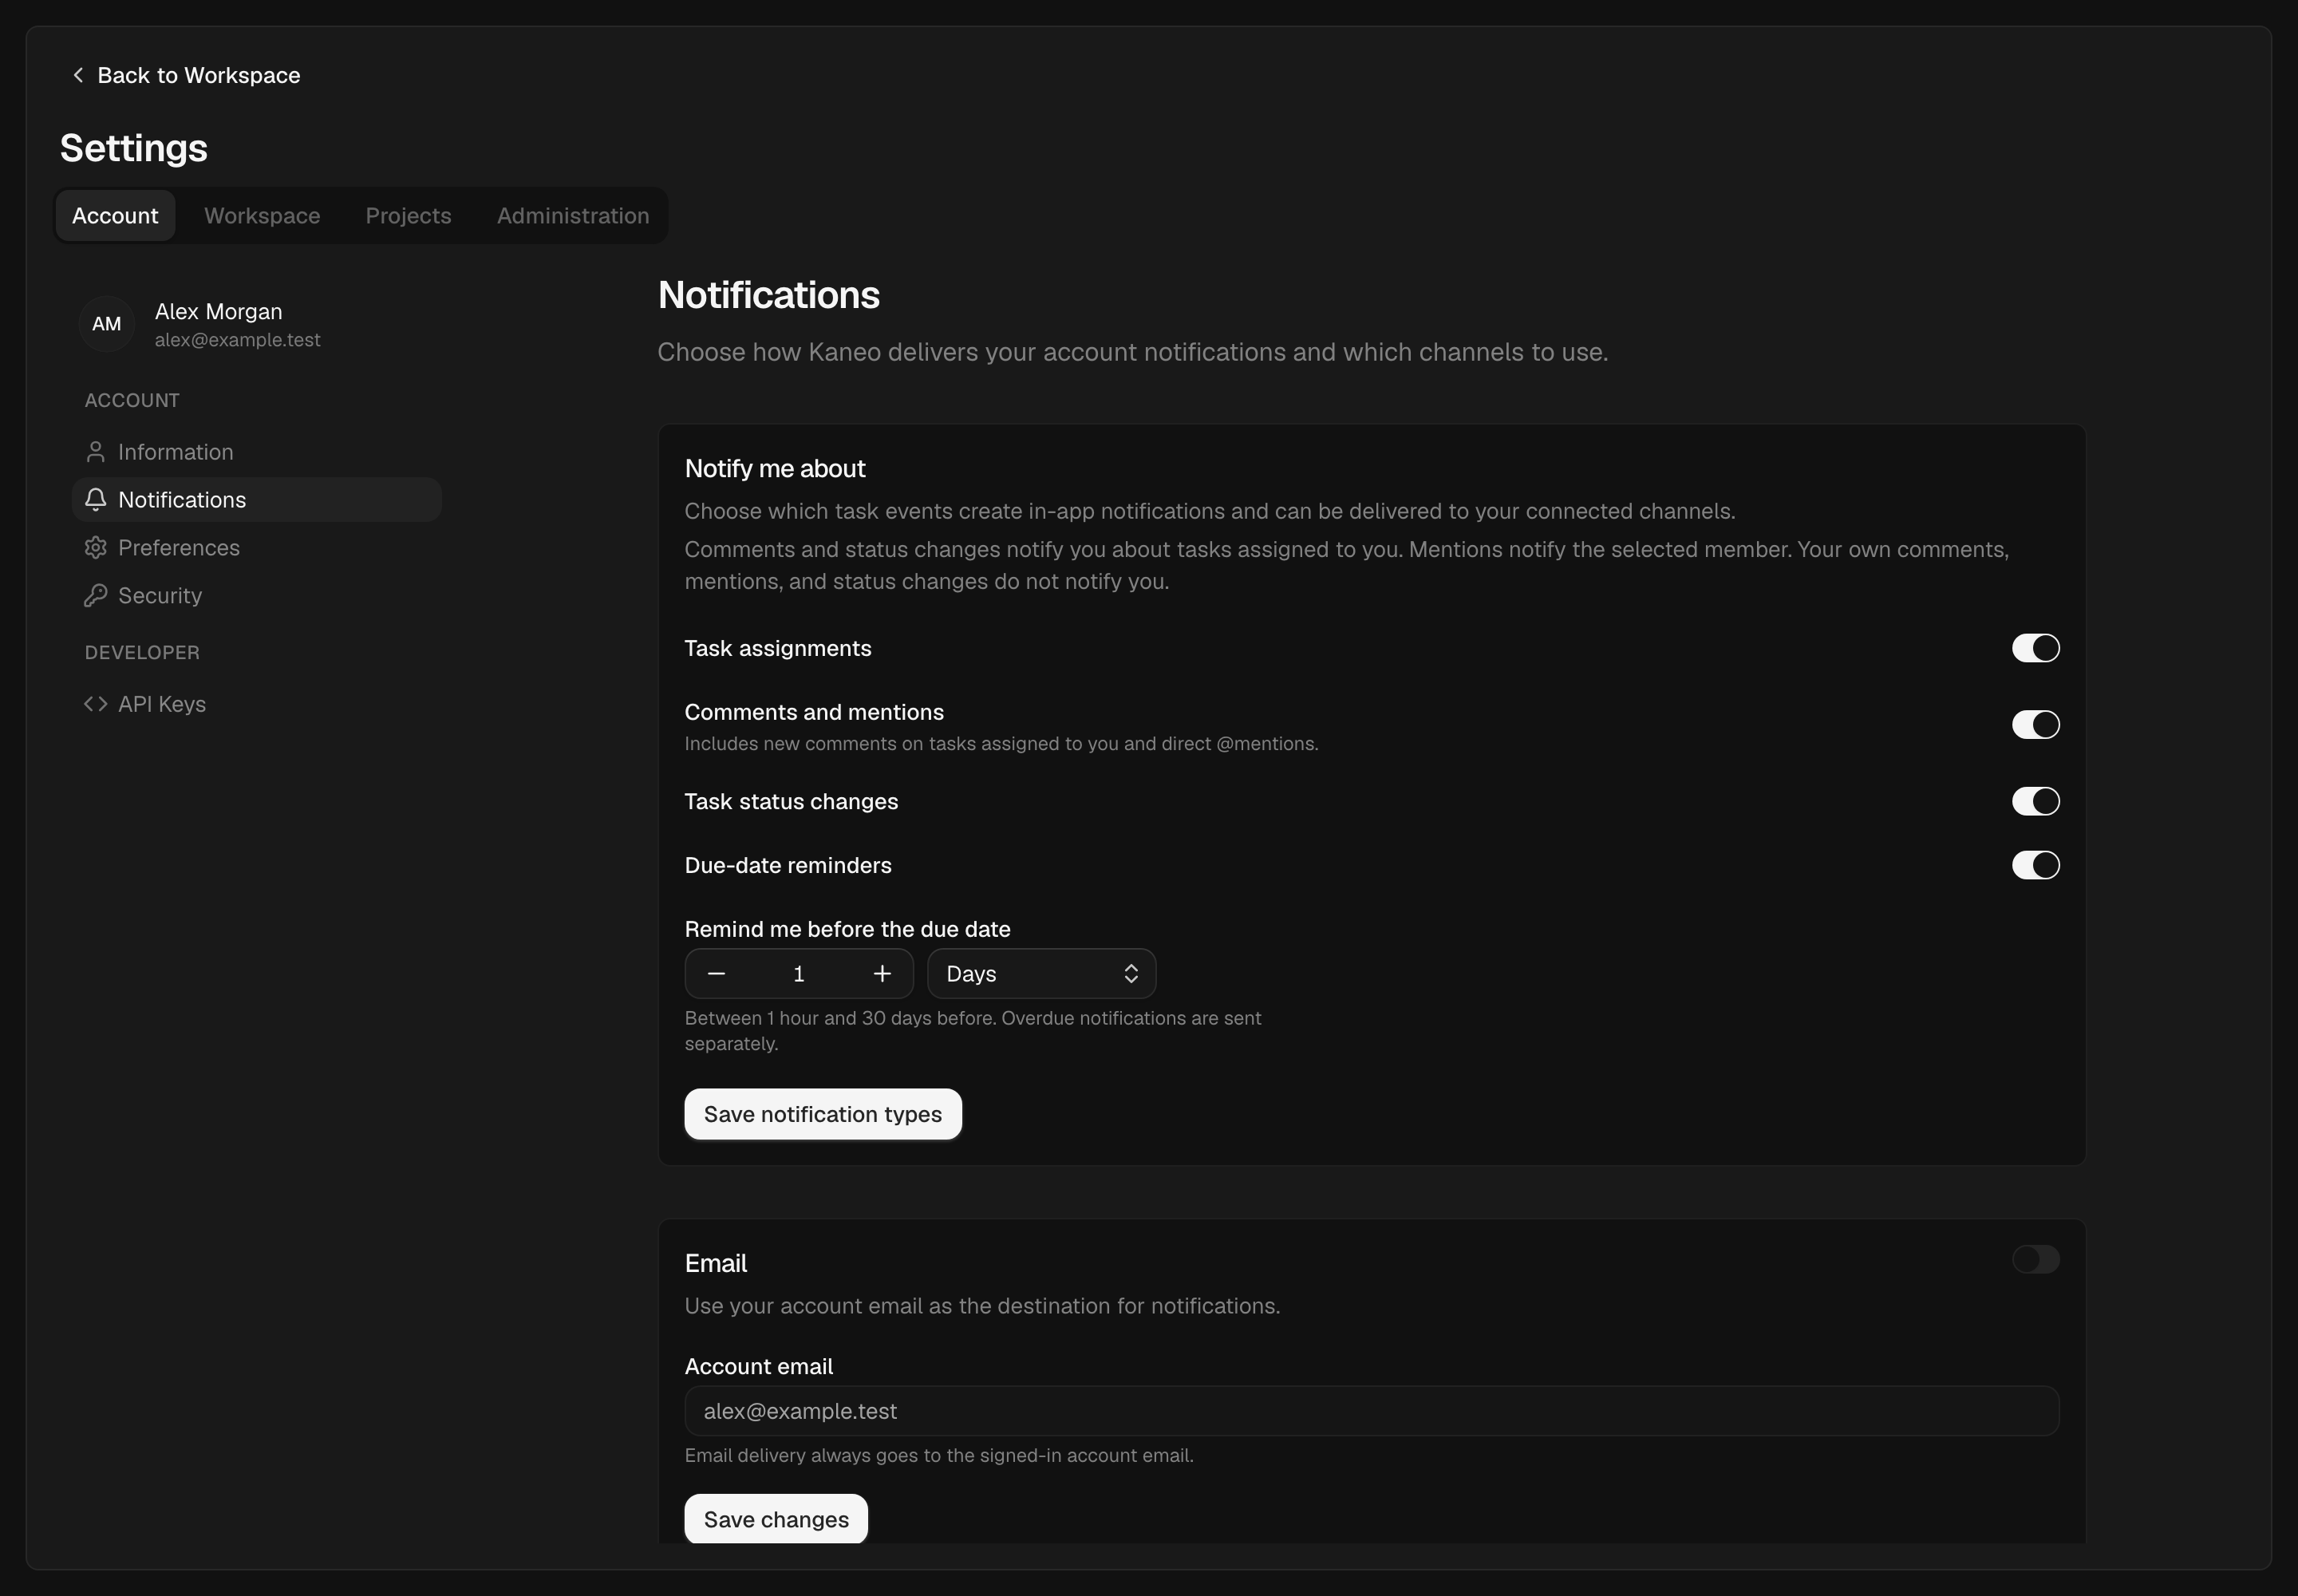 Back to Workspace
Settings
Account
Workspace
Projects
Administration
AM
Alex Morgan
alex@example.test
ACCOUNT
Information
Notifications
Preferences
Security
DEVELOPER
API Keys
Notifications
Choose how Kaneo delivers your account notifications and which channels to use.
Notify me about
Choose which task events create in-app notifications and can be delivered to your connected channels.
Comments and status changes notify you about tasks assigned to you. Mentions notify the selected member. Your own comments,
mentions, and status changes do not notify you.
Task assignments
Comments and mentions
Includes new comments on tasks assigned to you and direct @mentions.
Task status changes
Due-date reminders
Remind me before the due date
1
Days
Between 1 hour and 30 days before. Overdue notifications are sent
separately.
Save notification types
Email
Use your account email as the destination for notifications.
Account email
alex@example.test
Email delivery always goes to the signed-in account email.
Save changes